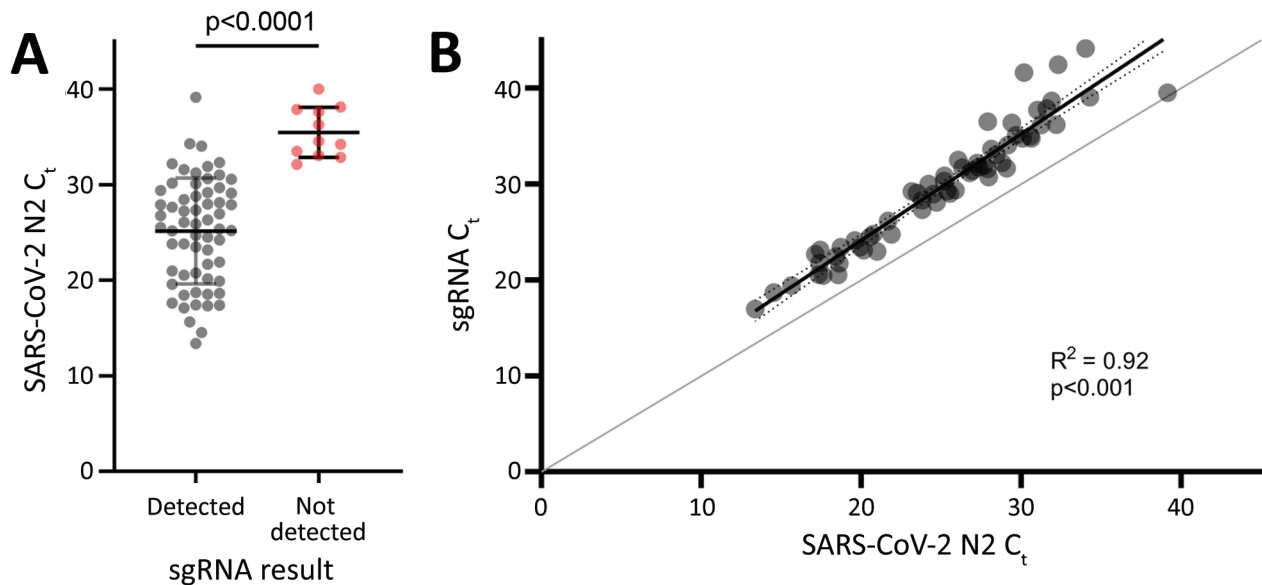 A
p<0.0001
SARS-CoV-2 N2 Ct
40
30
20
10
0
Detected
Not
detected
sgRNA result
B
sgRNA Ct
40
30
20
10
0
R² = 0.92
p<0.001
0
10
20
30
40
SARS-CoV-2 N2 Ct